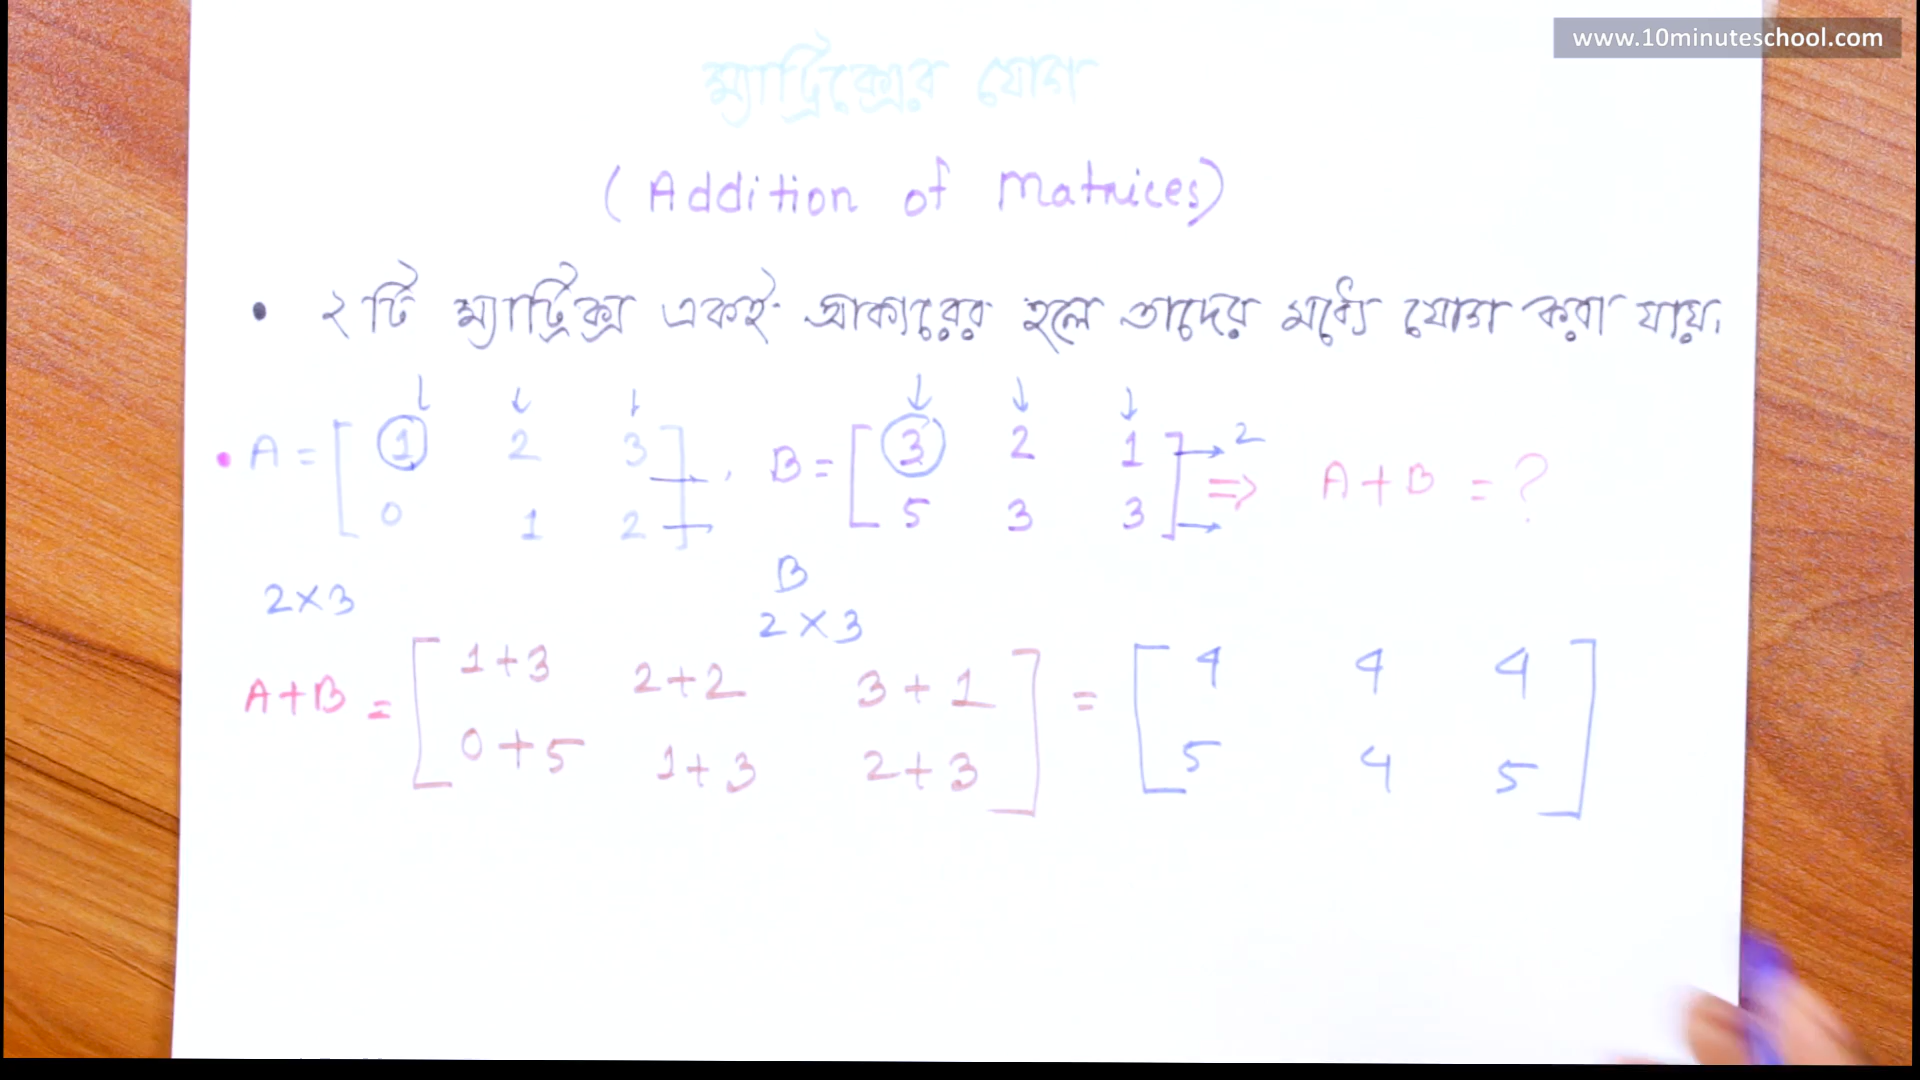 www.10minuteschool.com
ম্যাট্রিক্সের যোগ
(Addition of Matrices)
• ২টি ম্যাট্রিক্স একই আকারের হলে তাদের মধ্যে যোগ করা যায়।
• A = [ 1 2 3 ] , B = [ 3 2 1 ] → 2 ⇒ A+B = ?
[ 0 1 2 ] [ 5 3 3 ]
B
2×3 2×3
A+B = [ 1+3 2+2 3+1 ] = [ 4 4 4 ]
[ 0+5 1+3 2+3 ] [ 5 4 5 ]